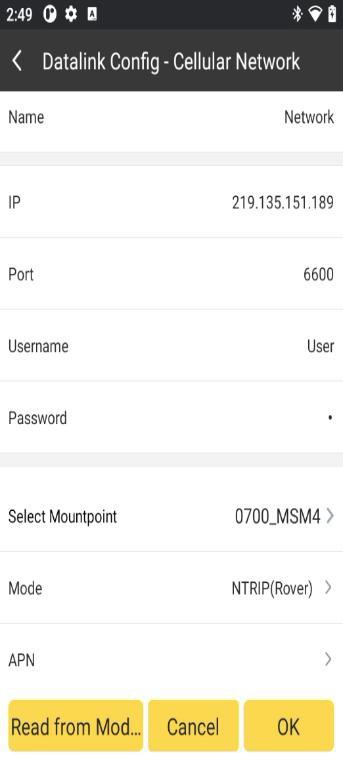 2:49
Datalink Config - Cellular Network
Name Network
IP 219.135.151.189
Port 6600
Username User
Password •
Select Mountpoint 0700_MSM4
Mode NTRIP(Rover)
APN
Read from Mod... Cancel OK